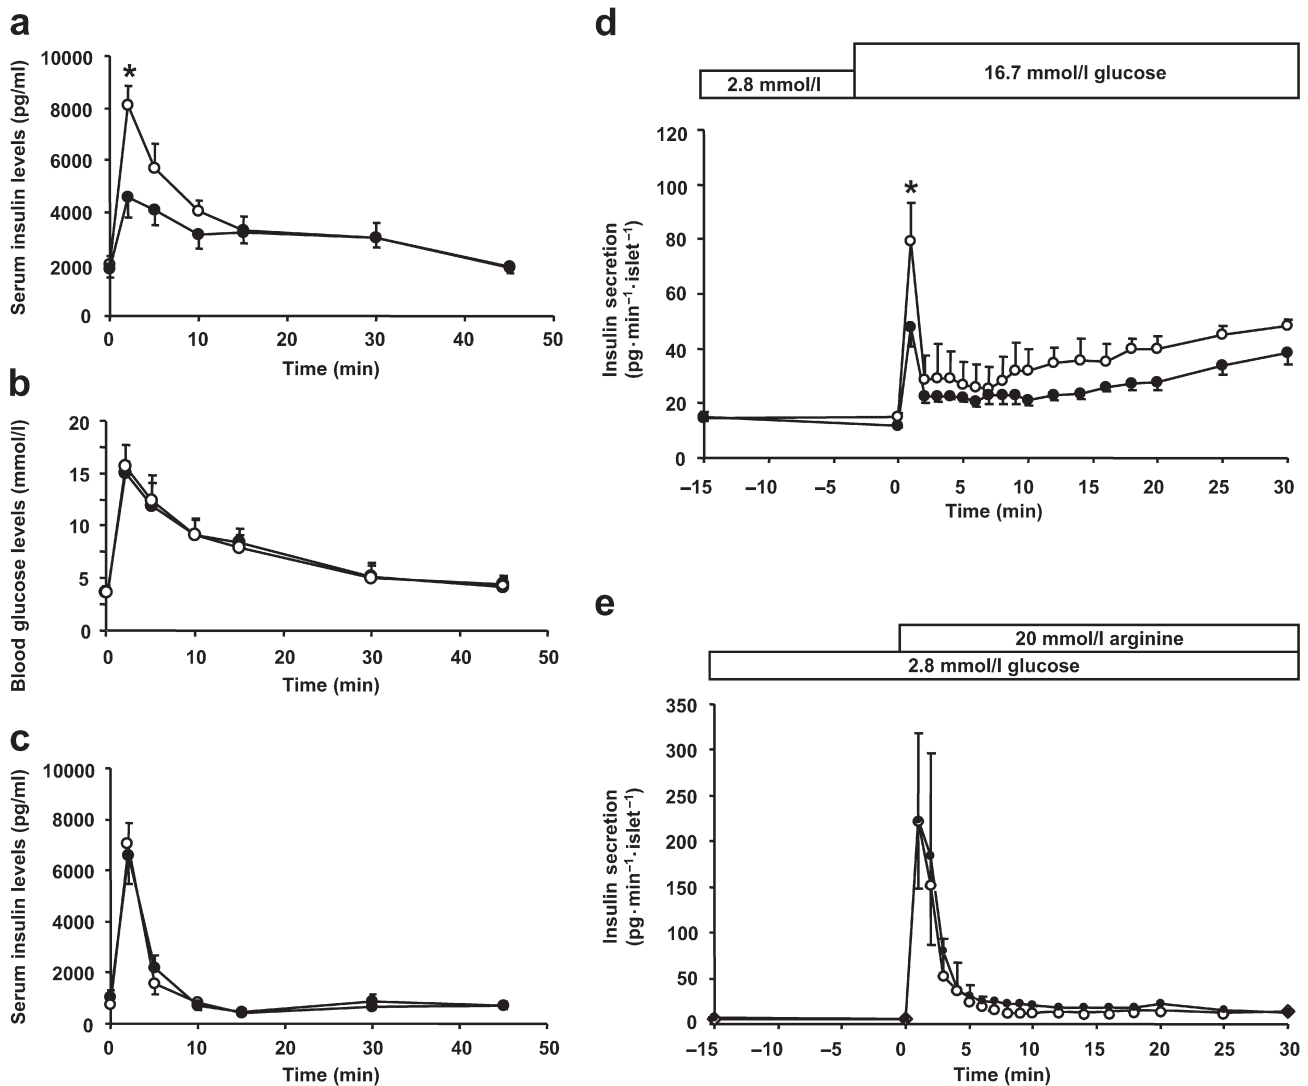 a
10000
8000
6000
4000
2000
0
*
Serum insulin levels (pg/ml)
0 10 20 30 40 50
Time (min)
b
20
15
10
5
0
Blood glucose levels (mmol/l)
0 10 20 30 40 50
Time (min)
c
10000
8000
6000
4000
2000
0
Serum insulin levels (pg/ml)
0 10 20 30 40 50
Time (min)
d
2.8 mmol/l
16.7 mmol/l glucose
120
100
80
60
40
20
0
*
Insulin secretion
(pg·min⁻¹·islet⁻¹)
–15 –10 –5 0 5 10 15 20 25 30
Time (min)
e
20 mmol/l arginine
2.8 mmol/l glucose
350
300
250
200
150
100
50
0
Insulin secretion
(pg·min⁻¹·islet⁻¹)
–15 –10 –5 0 5 10 15 20 25 30
Time (min)